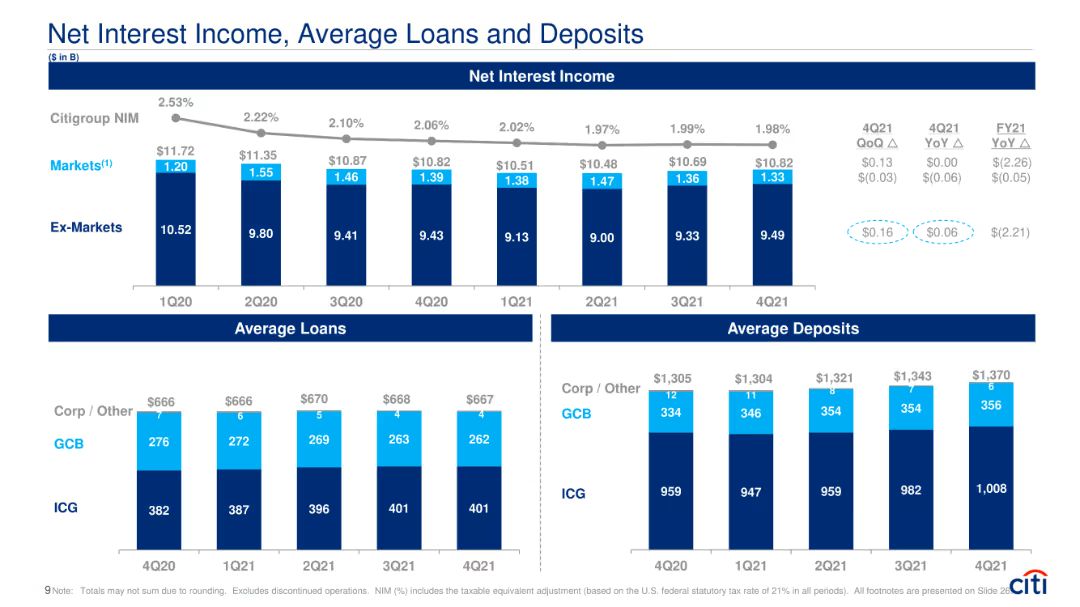 Net Interest Income, Average Loans and Deposits
($ in B)
Net Interest Income
Citigroup NIM
2.53% 2.22% 2.10% 2.06% 2.02% 1.97% 1.99% 1.98%
4Q21 4Q21 FY21
QoQ △ YoY △ YoY △
$11.72 $11.35 $10.87 $10.82 $10.51 $10.48 $10.69 $10.82
$0.13 $0.00 $(2.26)
Markets(1)
1.20 1.55 1.46 1.39 1.38 1.47 1.36 1.33
$(0.03) $(0.06) $(0.05)
Ex-Markets
10.52 9.80 9.41 9.43 9.13 9.00 9.33 9.49
$0.16 $0.06 $(2.21)
1Q20 2Q20 3Q20 4Q20 1Q21 2Q21 3Q21 4Q21
Average Loans
$666 $666 $670 $668 $667
Corp / Other
7 6 5 4 4
GCB
276 272 269 263 262
ICG
382 387 396 401 401
4Q20 1Q21 2Q21 3Q21 4Q21
Average Deposits
$1,305 $1,304 $1,321 $1,343 $1,370
Corp / Other
12 11 8 7 6
GCB
334 346 354 354 356
ICG
959 947 959 982 1,008
4Q20 1Q21 2Q21 3Q21 4Q21
9 Note: Totals may not sum due to rounding. Excludes discontinued operations. NIM (%) includes the taxable equivalent adjustment (based on the U.S. federal statutory tax rate of 21% in all periods). All footnotes are presented on Slide
citi